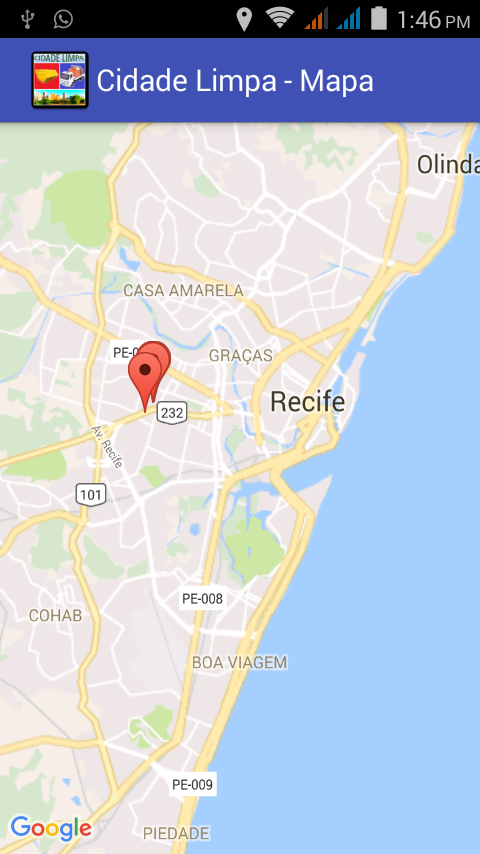 1:46 PM
CIDADE LIMPA
Cidade Limpa - Mapa
Olinda
CASA AMARELA
PE-0
GRAÇAS
Recife
232
Av. Recife
101
PE-008
COHAB
BOA VIAGEM
PE-009
Google
PIEDADE